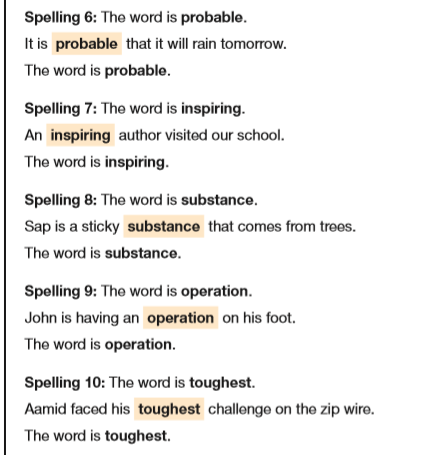 Spelling 6: The word is probable.
It is probable that it will rain tomorrow.
The word is probable.
Spelling 7: The word is inspiring.
An inspiring author visited our school.
The word is inspiring.
Spelling 8: The word is substance.
Sap is a sticky substance that comes from trees.
The word is substance.
Spelling 9: The word is operation.
John is having an operation on his foot.
The word is operation.
Spelling 10: The word is toughest.
Aamid faced his toughest challenge on the zip wire.
The word is toughest.